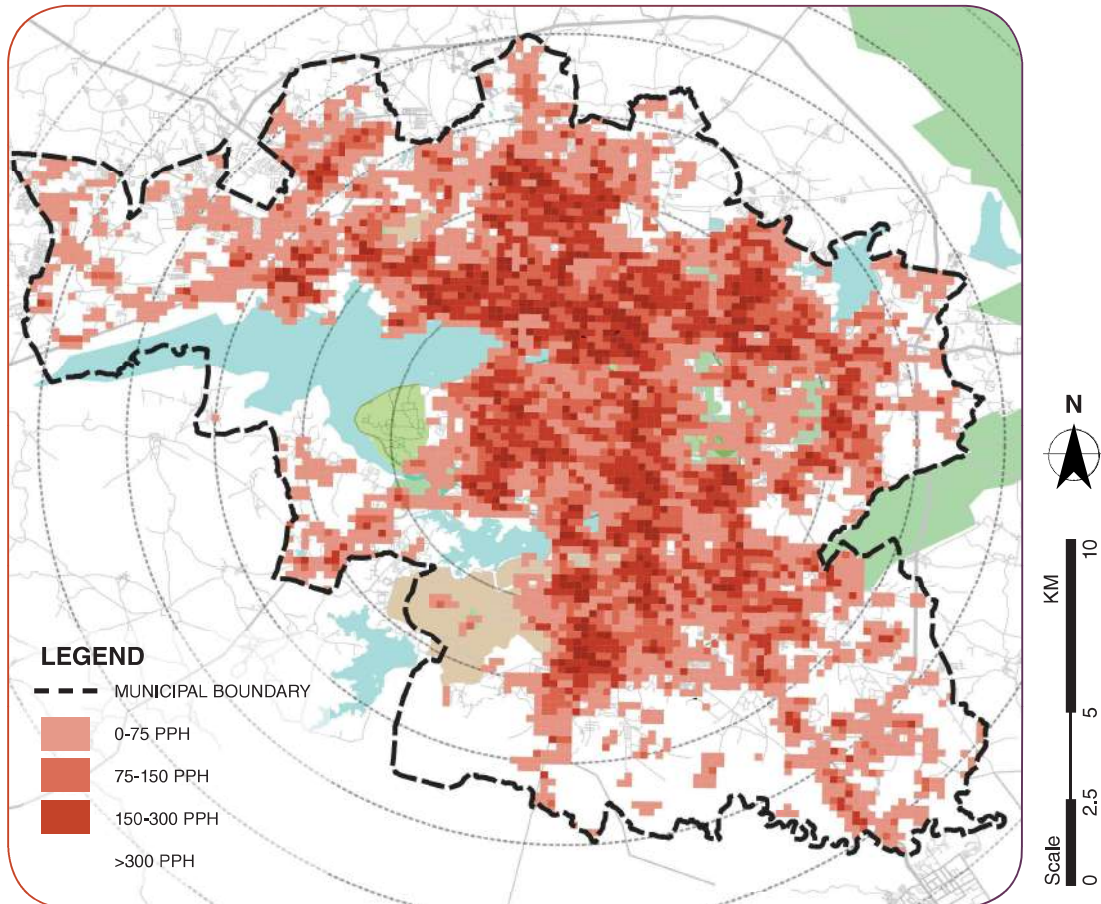 LEGEND
MUNICIPAL BOUNDARY
0-75 PPH
75-150 PPH
150-300 PPH
>300 PPH
N
KM
10
5
2.5
0
Scale